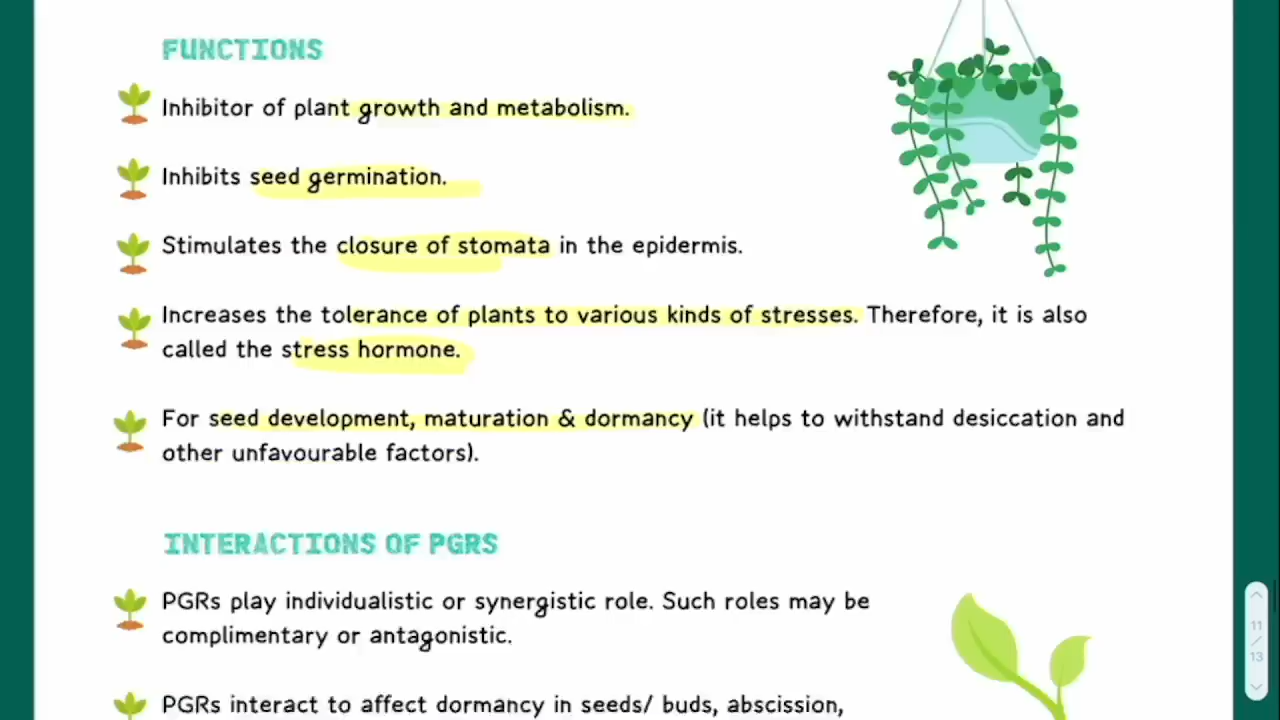 FUNCTIONS
Inhibitor of plant growth and metabolism.
Inhibits seed germination.
Stimulates the closure of stomata in the epidermis.
Increases the tolerance of plants to various kinds of stresses. Therefore, it is also
called the stress hormone.
For seed development, maturation & dormancy (it helps to withstand desiccation and
other unfavourable factors).
INTERACTIONS OF PGRS
PGRs play individualistic or synergistic role. Such roles may be
complimentary or antagonistic.
PGRs interact to affect dormancy in seeds/ buds, abscission,
11
/
13